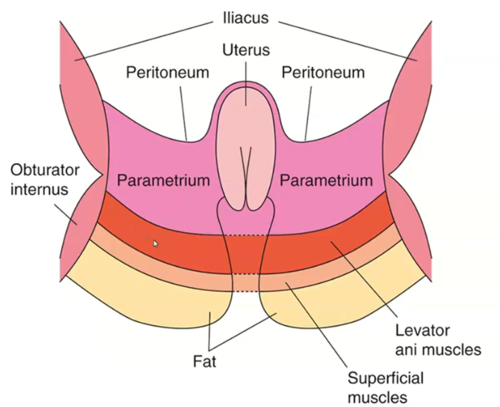 Iliacus
Uterus
Peritoneum
Peritoneum
Obturator
internus
Parametrium
Parametrium
Levator
ani muscles
Fat
Superficial
muscles